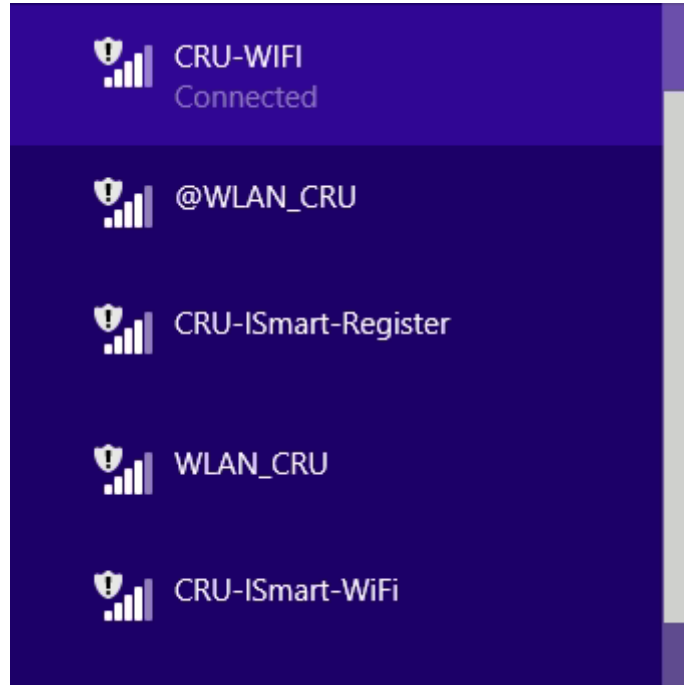 CRU-WIFI
Connected
@WLAN_CRU
CRU-ISmart-Register
WLAN_CRU
CRU-ISmart-WiFi